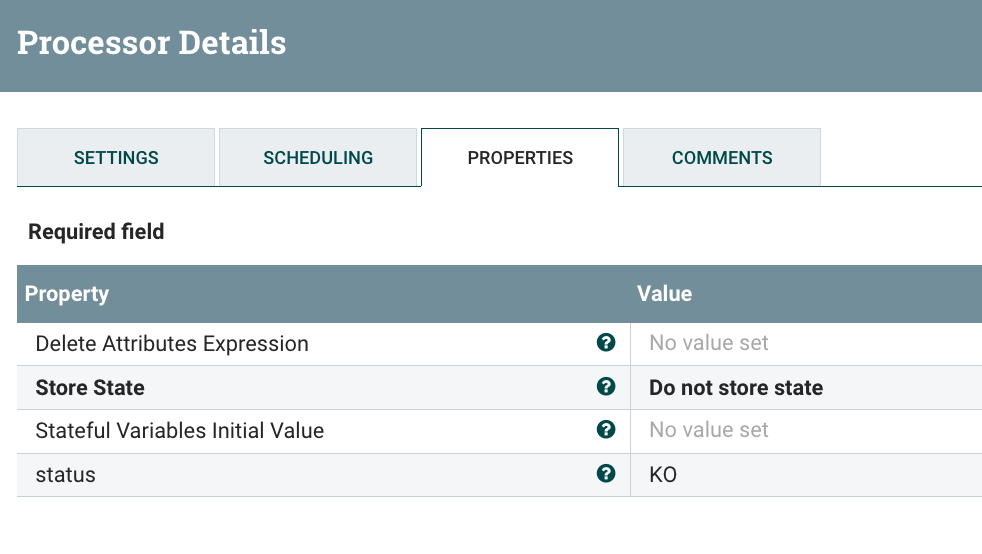 Processor Details
SETTINGS SCHEDULING PROPERTIES COMMENTS
Required field
Property Value
Delete Attributes Expression ? No value set
Store State ? Do not store state
Stateful Variables Initial Value ? No value set
status ? KO